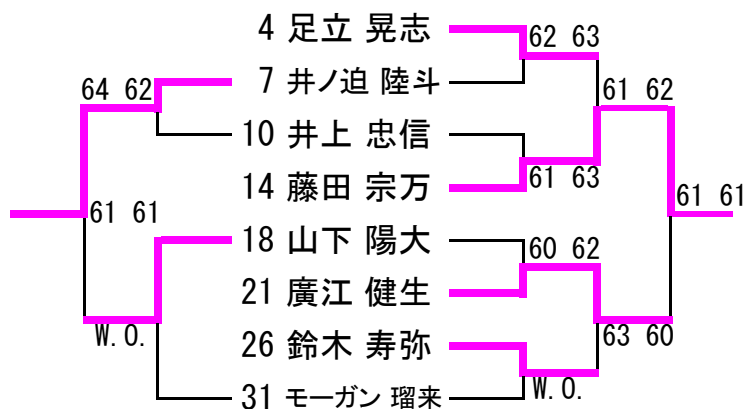 4 足立 晃志
62 63
64 62
7 井ノ迫 陸斗
61 62
10 井上 忠信
14 藤田 宗万
61 63
61 61
61 61
18 山下 陽大
60 62
21 廣江 健生
W.O.
26 鈴木 寿弥
63 60
31 モーガン 瑠来
W.O.